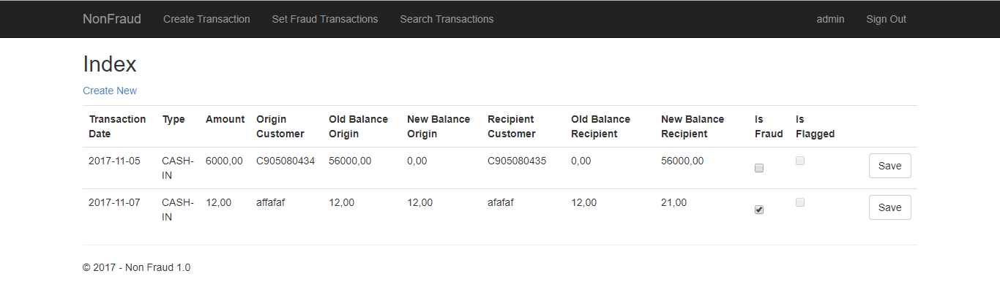 NonFraud Create Transaction Set Fraud Transactions Search Transactions admin Sign Out
Index
Create New
Transaction Type Amount Origin Old Balance New Balance Recipient Old Balance New Balance Is Is
Date Customer Origin Origin Customer Recipient Recipient Fraud Flagged
2017-11-05 CASH- 6000,00 C905080434 56000,00 0,00 C905080435 0,00 56000,00 Save
IN
2017-11-07 CASH- 12,00 affafaf 12,00 12,00 afafaf 12,00 21,00 Save
IN
© 2017 - Non Fraud 1.0